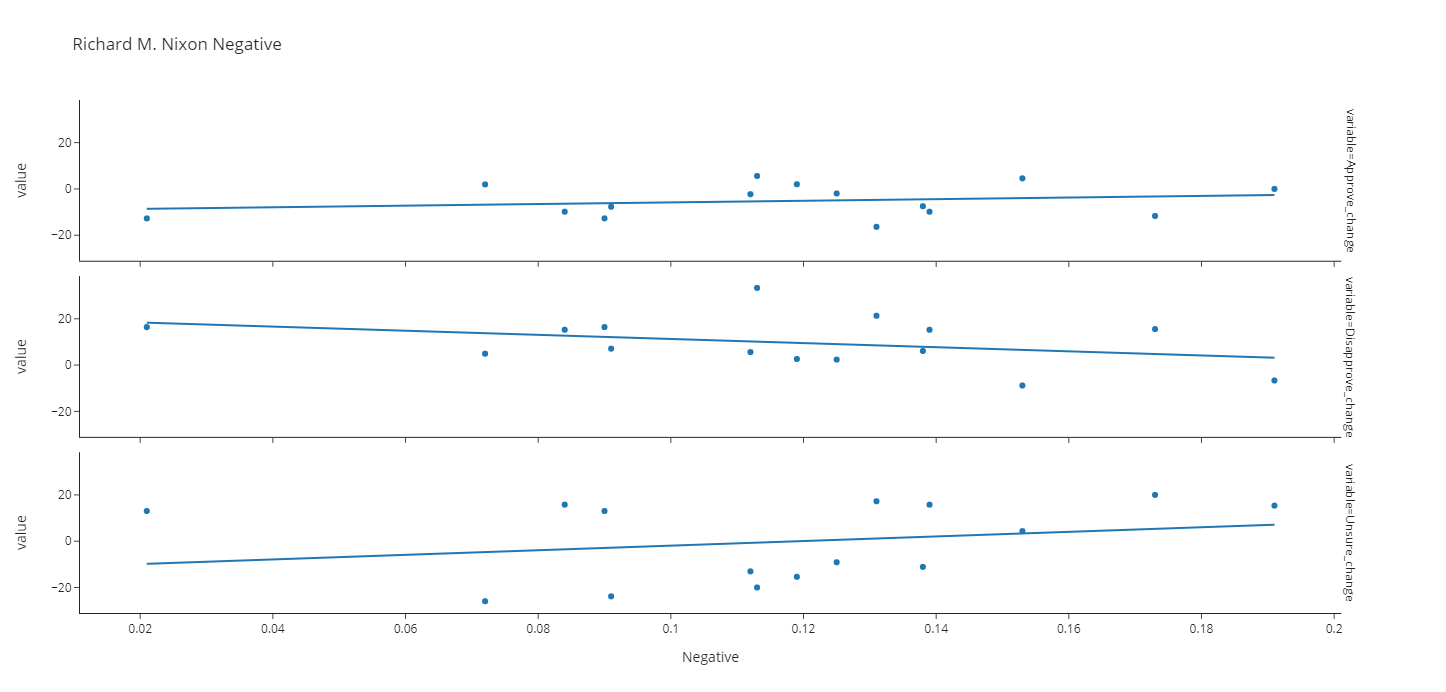 Richard M. Nixon Negative
value
20
0
−20
variable=Approve_change
value
20
0
−20
variable=Disapprove_change
value
20
0
−20
variable=Unsure_change
0.02 0.04 0.06 0.08 0.1 0.12 0.14 0.16 0.18 0.2
Negative